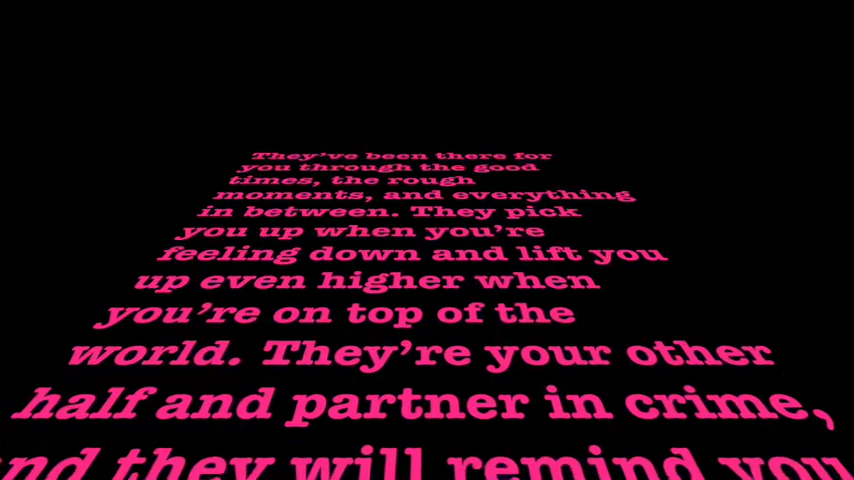 They've been there for
you through the good
times, the rough
moments, and everything
in between. They pick
you up when you're
feeling down and lift you
up even higher when
you're on top of the
world. They're your other
half and partner in crime,
and they will remind you